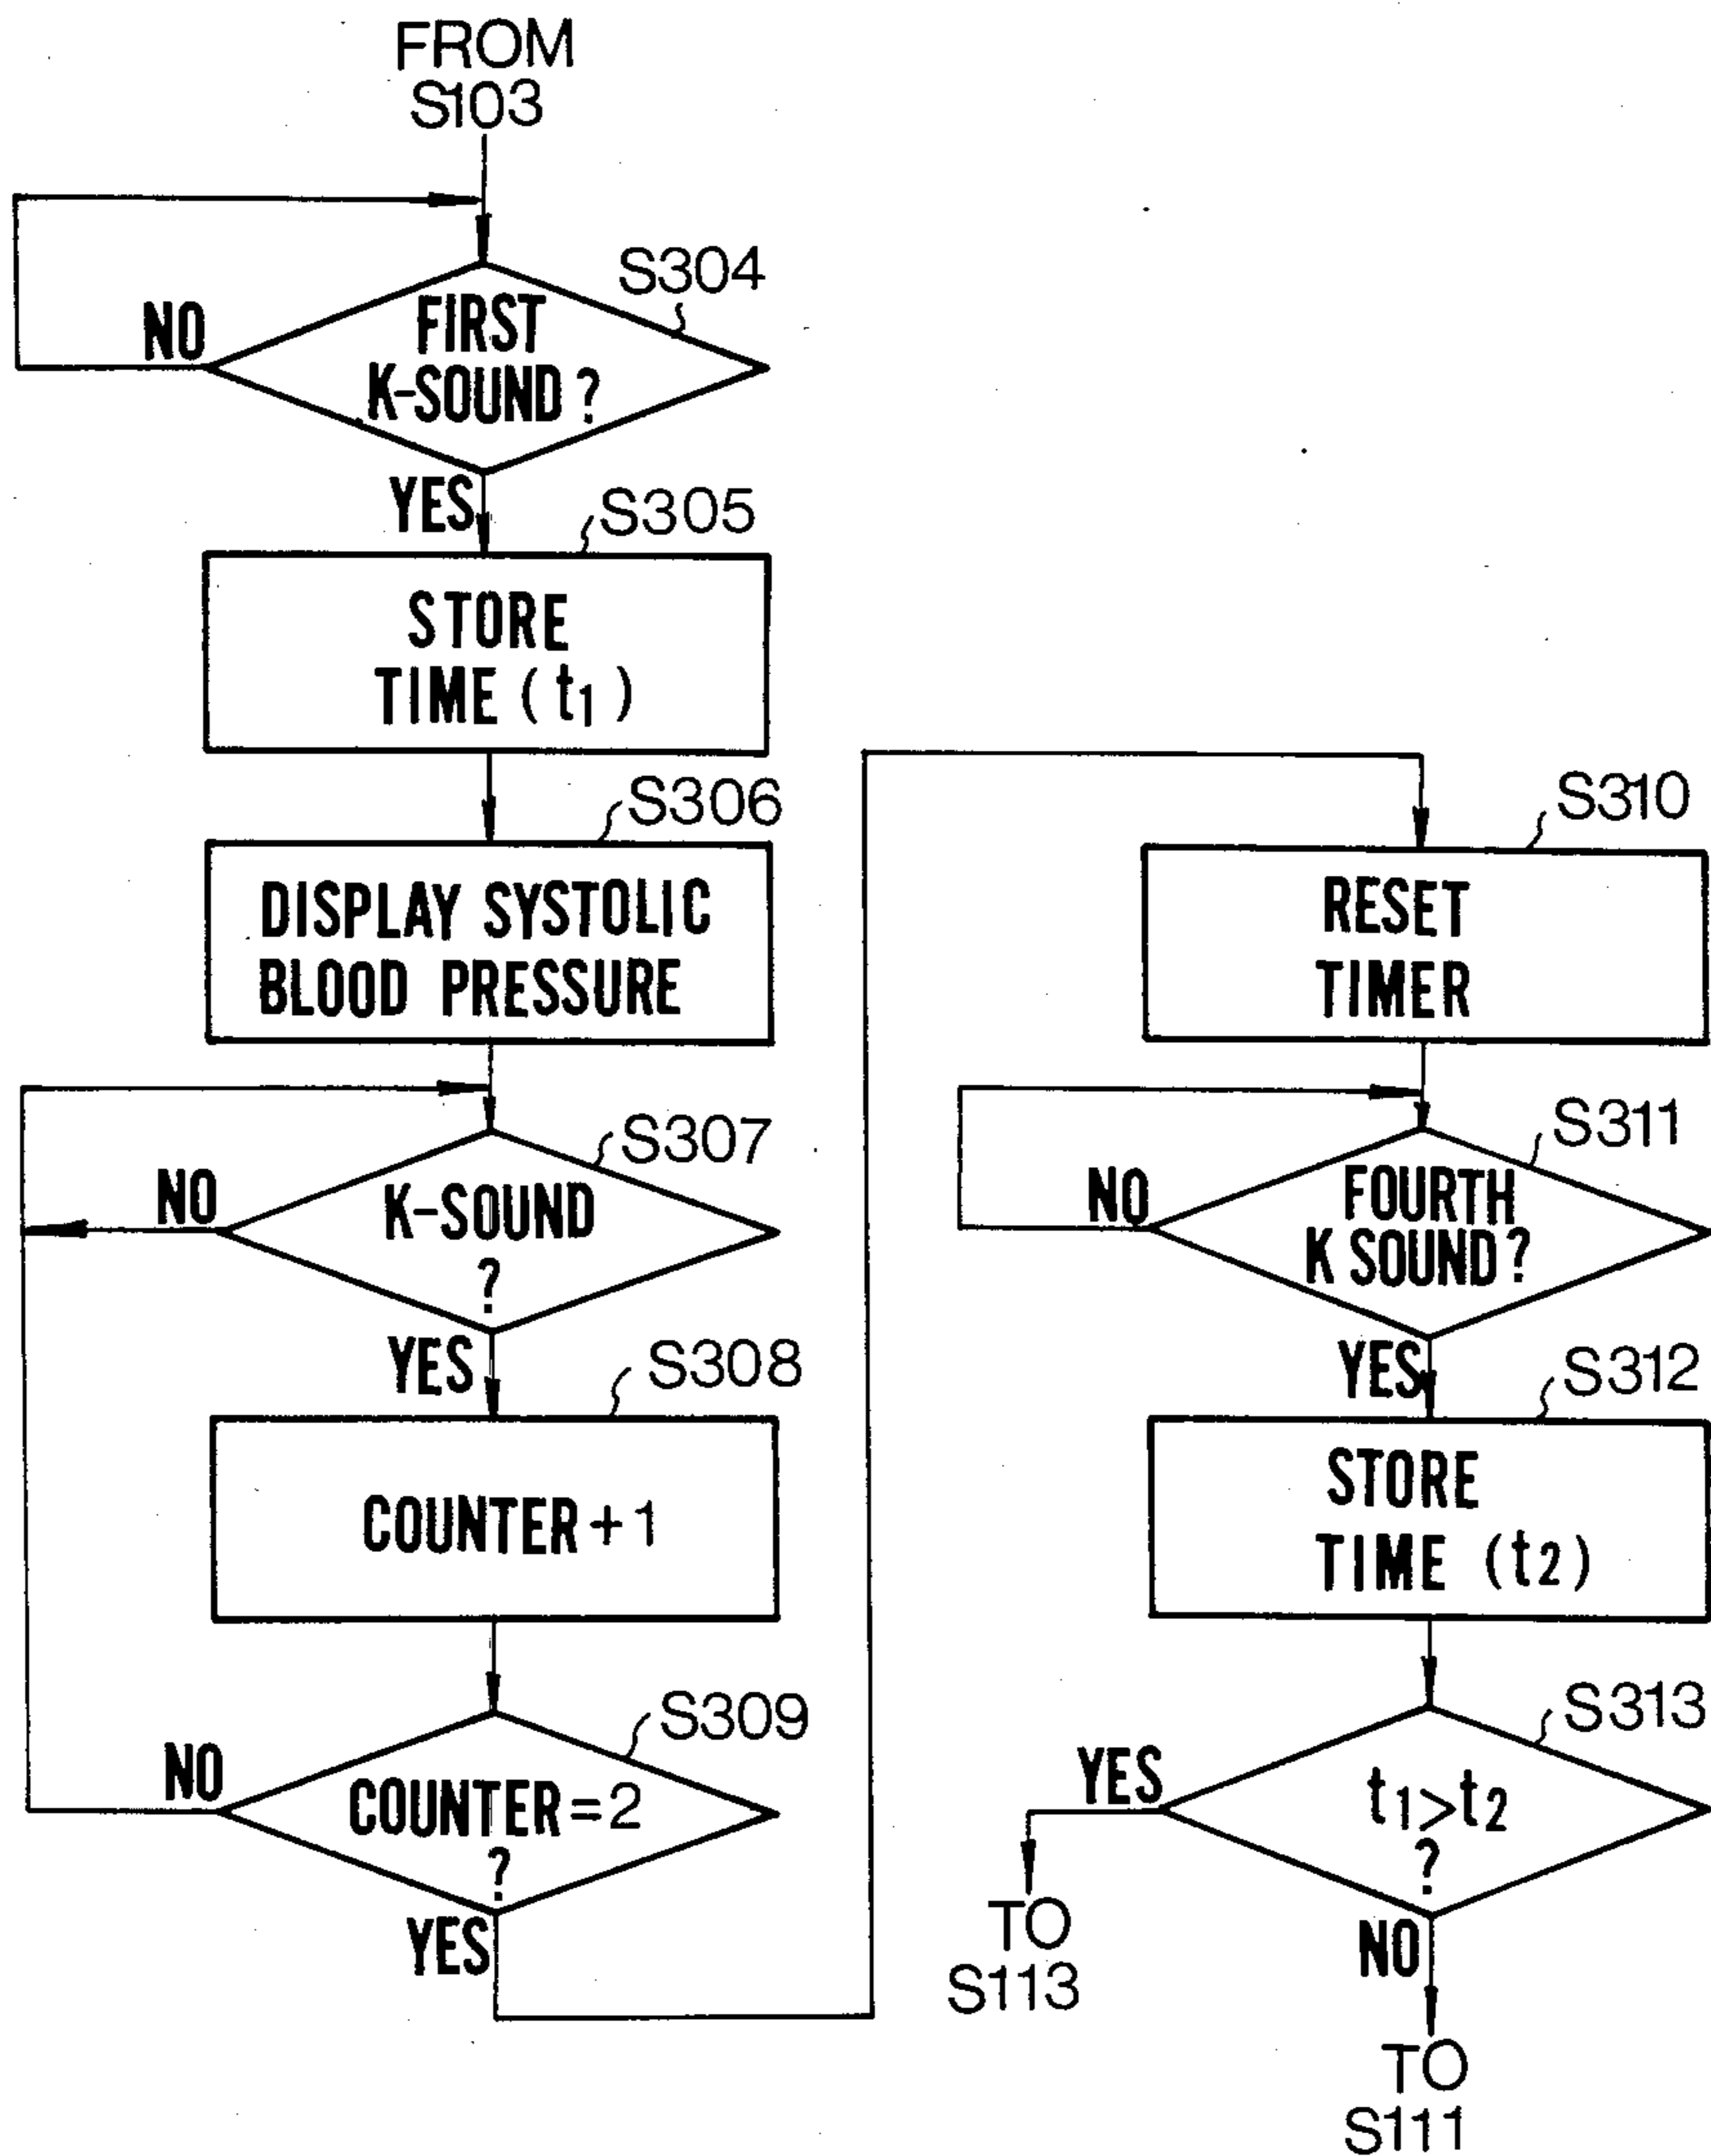 FROM
S103
S304
NO
FIRST
K-SOUND?
YES
S305
STORE
TIME (t1)
S306
DISPLAY SYSTOLIC
BLOOD PRESSURE
S307
NO
K-SOUND
?
YES
S308
COUNTER+1
S309
NO
COUNTER=2
?
YES
S310
RESET
TIMER
S311
NO
FOURTH
K SOUND?
YES
S312
STORE
TIME (t2)
S313
YES
t1>t2
?
TO
S113
NO
TO
S111